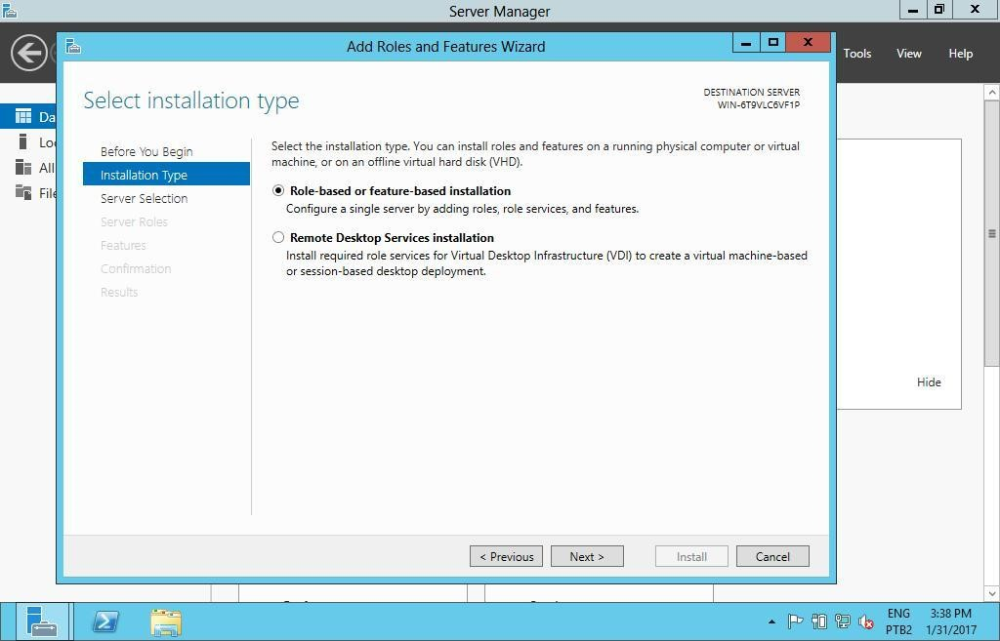 Server Manager
Add Roles and Features Wizard
Tools
View
Help
Select installation type
DESTINATION SERVER
WIN-6T9VLC6VF1P
Before You Begin
Installation Type
Server Selection
Server Roles
Features
Confirmation
Results
Select the installation type. You can install roles and features on a running physical computer or virtual
machine, or on an offline virtual hard disk (VHD).
Role-based or feature-based installation
Configure a single server by adding roles, role services, and features.
Remote Desktop Services installation
Install required role services for Virtual Desktop Infrastructure (VDI) to create a virtual machine-based
or session-based desktop deployment.
Da
Loc
All
File
Hide
< Previous
Next >
Install
Cancel
ENG
PTB2
3:38 PM
1/31/2017